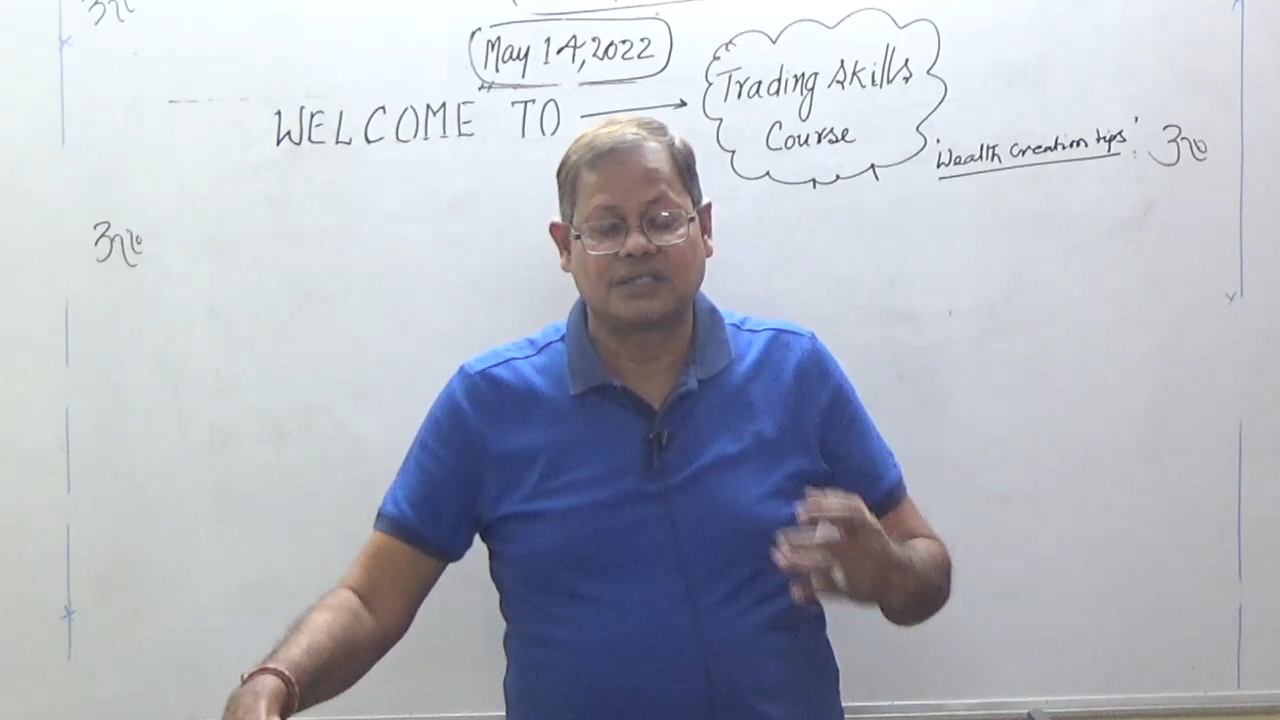 May 14, 2022
WELCOME TO → Trading Skills
Course
'Wealth Creation tips'